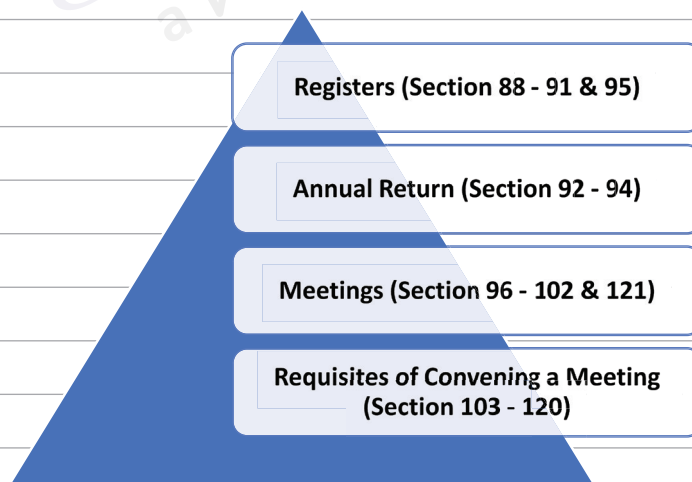 Registers (Section 88 - 91 & 95)
Annual Return (Section 92 - 94)
Meetings (Section 96 - 102 & 121)
Requisites of Convening a Meeting
(Section 103 - 120)